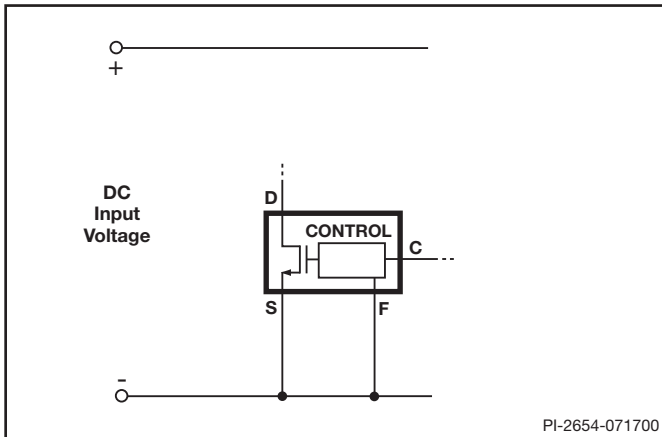 +
D
DC
Input
Voltage
CONTROL
C
S
F
-
PI-2654-071700